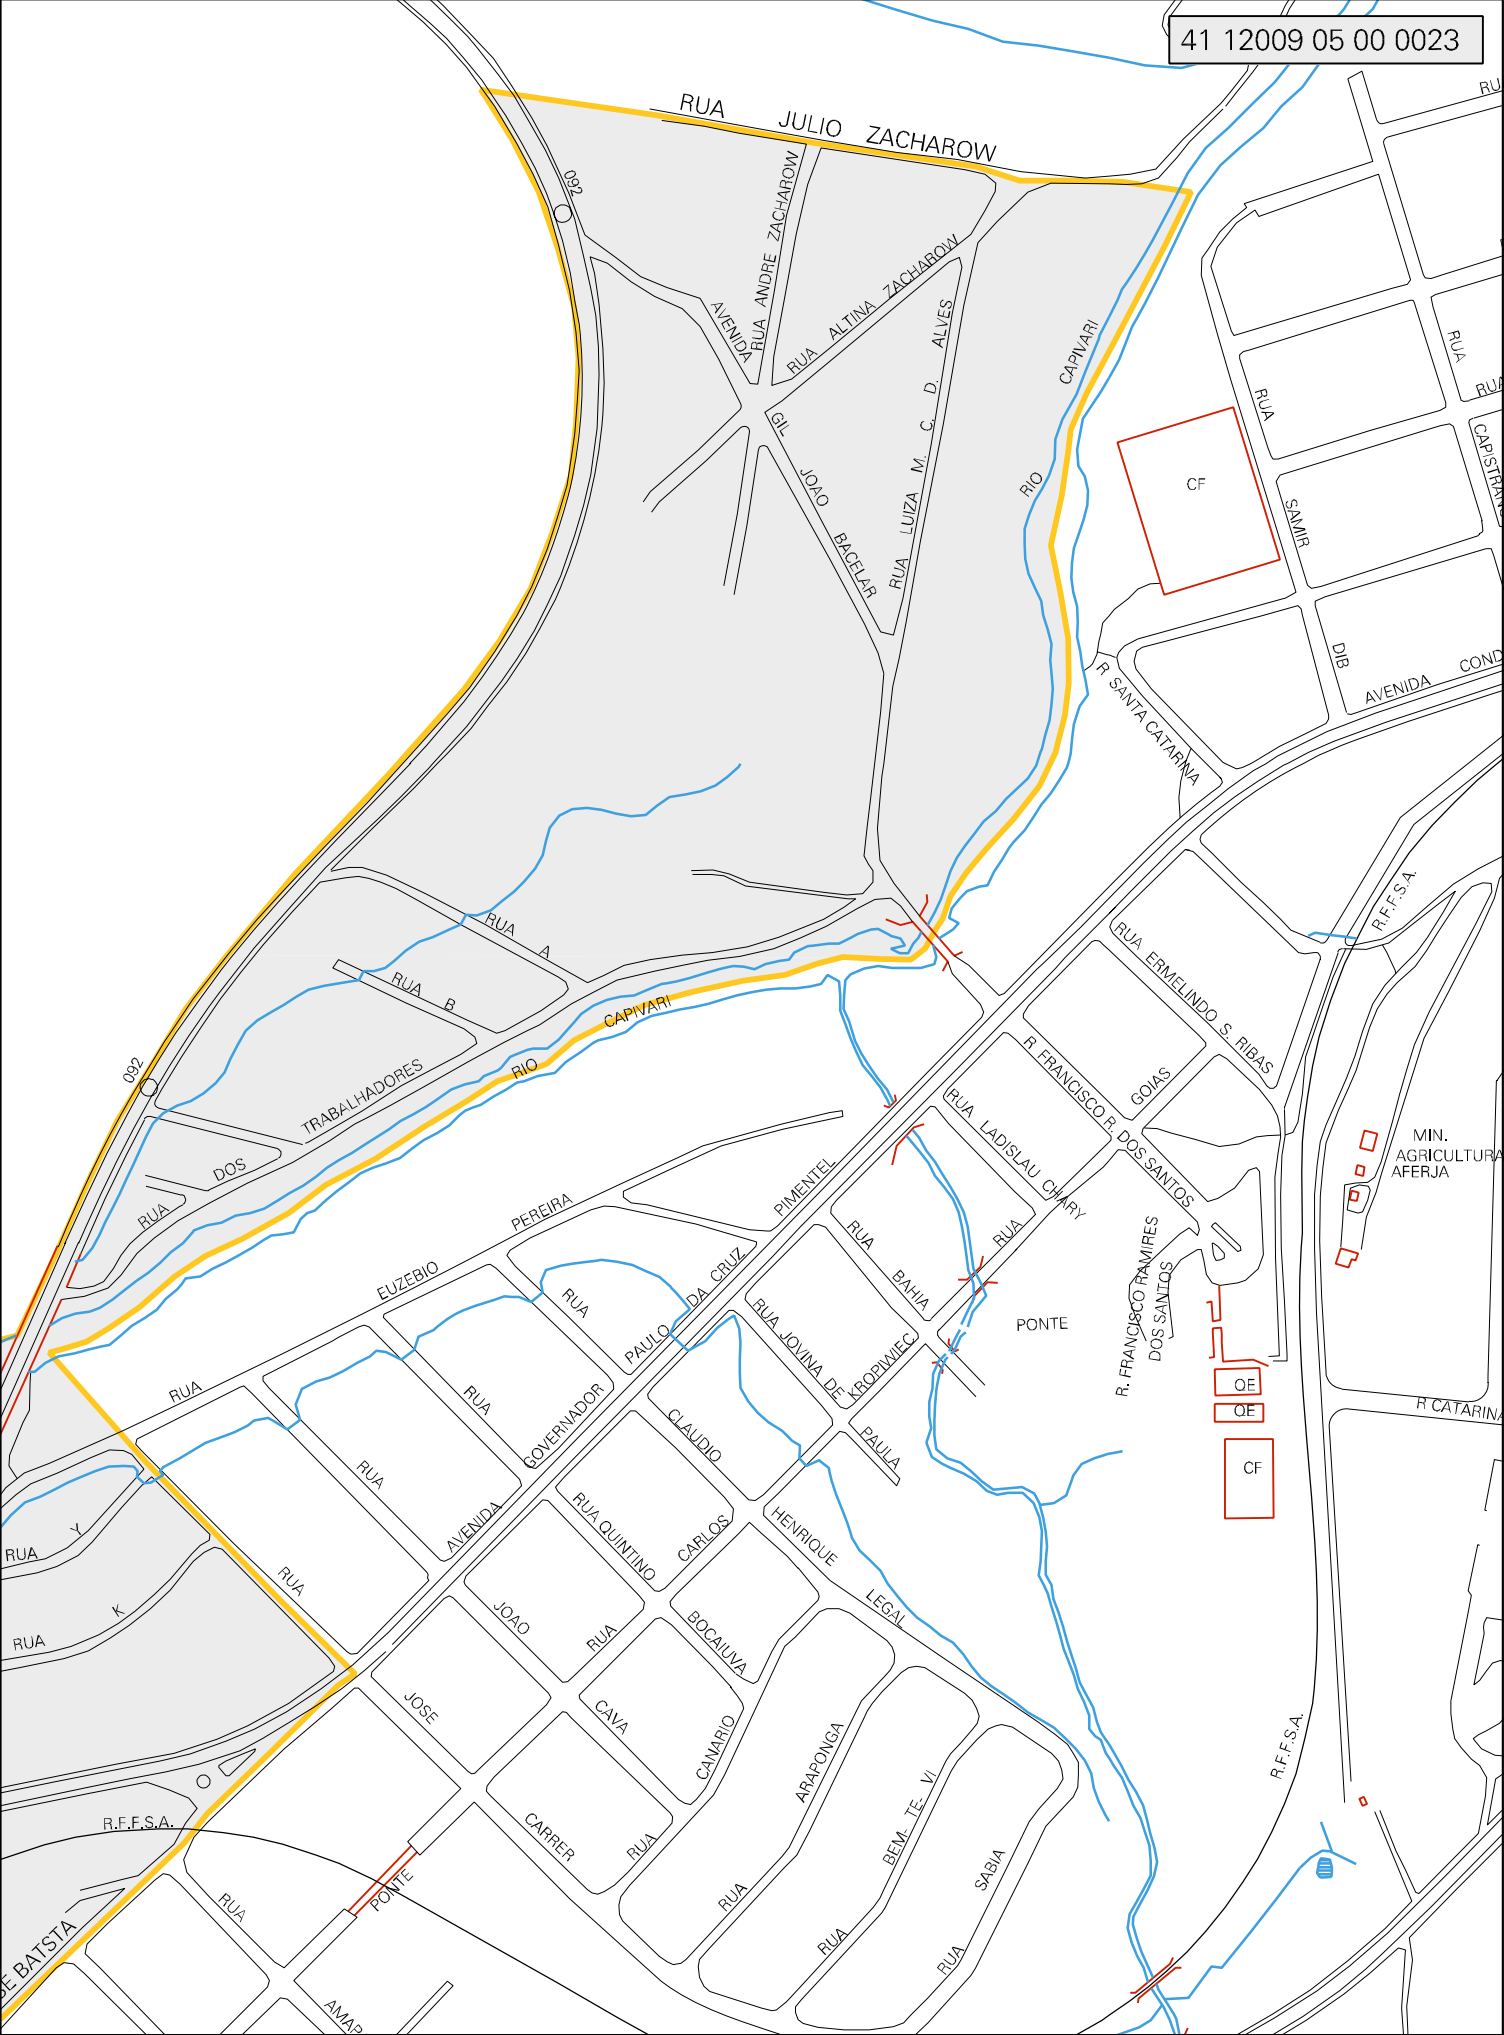 41 12009 05 00 0023
RUA JULIO ZACHAROW
RU
092
RUA ANDRE ZACHAROW
RUA ALTINA ZACHAROW
AVENIDA GIL JOAO BACELAR
RUA LUIZA M. C. D. ALVES
RIO CAPIVARI
RUA
RUA
RUA SAMIR DIB
CAPISTRANO
CF
AVENIDA COND
R SANTA CATARINA
R.F.F.S.A.
RUA A
RUA B
RUA ERMELINDO S. RIBAS
RIO CAPIVARI
092
RUA DOS TRABALHADORES
R. FRANCISCO R. DOS SANTOS
GOIAS
RUA LADISLAU CHARY
RUA
MIN.
AGRICULTURA
AFERJA
RUA EUZEBIO PEREIRA
AVENIDA GOVERNADOR PAULO DA CRUZ PIMENTEL
RUA BAHIA
RUA
RUA JOVINA DE PAULA
PONTE
R. FRANCISCO RAMIRES
DOS SANTOS
QE
QE
CF
R CATARINA
RUA
RUA
RUA CLAUDIO HENRIQUE LEGAL
RUA CARLOS KROPIWIEC
RUA QUINTINO BOCAIUVA
RUA Y
RUA K
RUA JOAO CAVA
RUA JOSE CARRER
RUA CANARIO
RUA ARAPONGA
RUA BEM- TE- VI
RUA SABIA
R.F.F.S.A.
R.F.F.S.A.
PONTE
RUA
AMAP
SE BATSTA